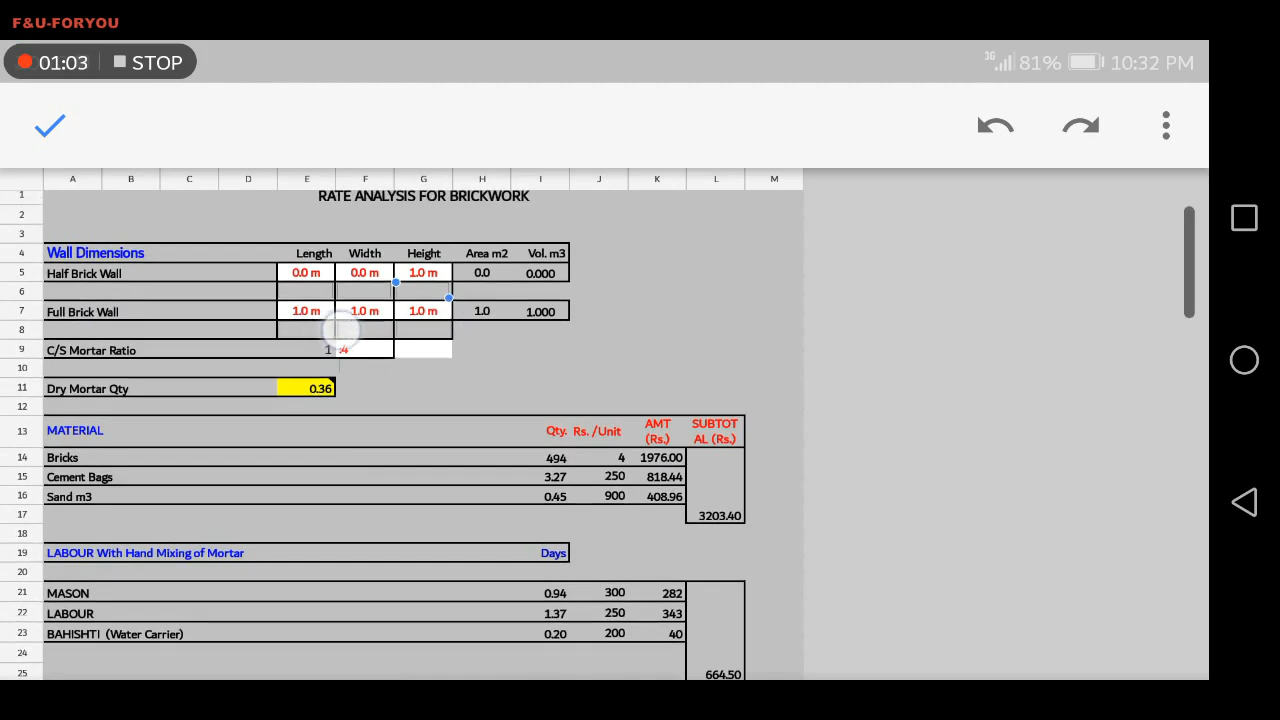 F&U-FORYOU
01:03 STOP 3G 81% 10:32 PM
A B C D E F G H I J K L M
1 RATE ANALYSIS FOR BRICKWORK
2
3
4 Wall Dimensions Length Width Height Area m2 Vol. m3
5 Half Brick Wall 0.0 m 0.0 m 1.0 m 0.0 0.000
6
7 Full Brick Wall 1.0 m 1.0 m 1.0 m 1.0 1.000
8
9 C/S Mortar Ratio 1 :4
10
11 Dry Mortar Qty 0.36
12
13 MATERIAL Qty. Rs. /Unit AMT (Rs.) SUBTOT AL (Rs.)
14 Bricks 494 4 1976.00
15 Cement Bags 3.27 250 818.44
16 Sand m3 0.45 900 408.96
17 3203.40
18
19 LABOUR With Hand Mixing of Mortar Days
20
21 MASON 0.94 300 282
22 LABOUR 1.37 250 343
23 BAHISHTI (Water Carrier) 0.20 200 40
24
25 664.50